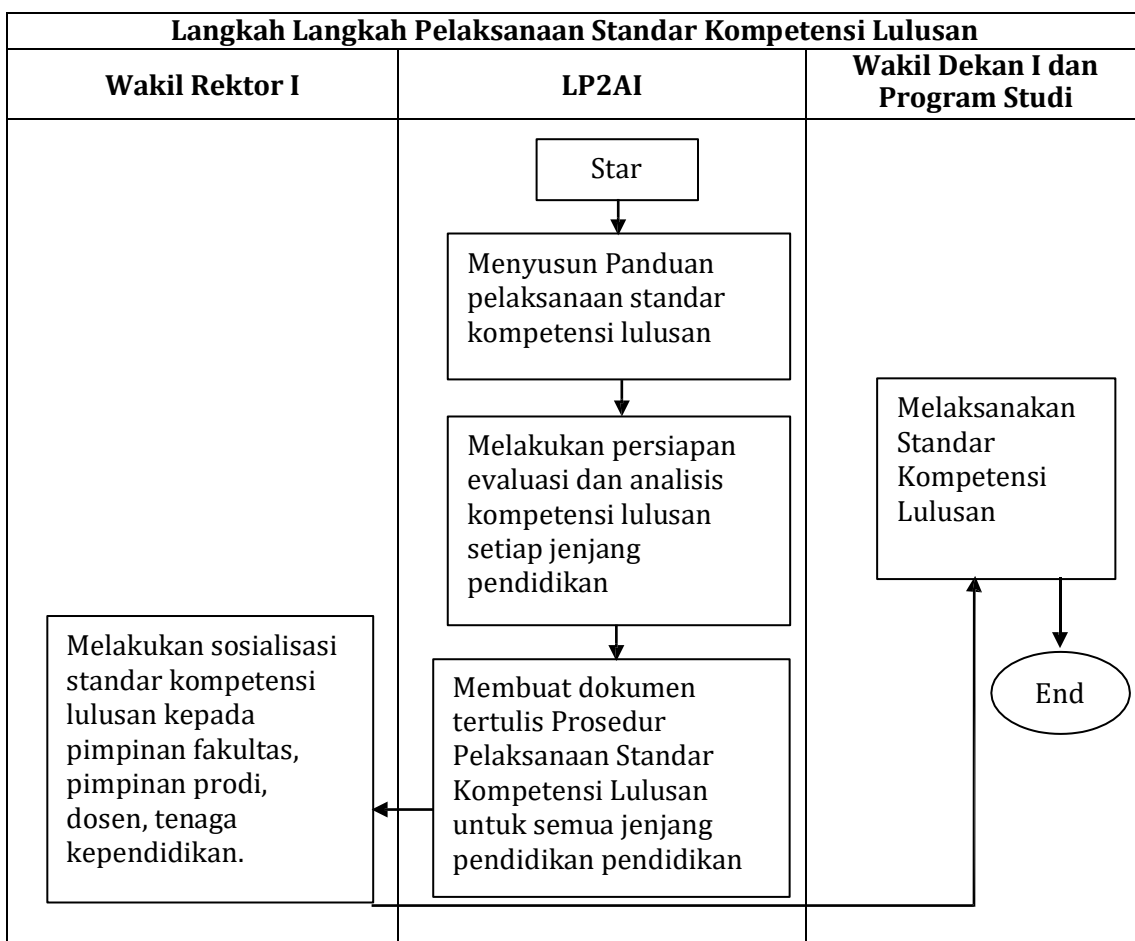 Langkah Langkah Pelaksanaan Standar Kompetensi Lulusan
Wakil Rektor I
LP2AI
Wakil Dekan I dan
Program Studi
Star
Menyusun Panduan
pelaksanaan standar
kompetensi lulusan
Melakukan persiapan
evaluasi dan analisis
kompetensi lulusan
setiap jenjang
pendidikan
Membuat dokumen
tertulis Prosedur
Pelaksanaan Standar
Kompetensi Lulusan
untuk semua jenjang
pendidikan pendidikan
Melakukan sosialisasi
standar kompetensi
lulusan kepada
pimpinan fakultas,
pimpinan prodi,
dosen, tenaga
kependidikan.
Melaksanakan
Standar
Kompetensi
Lulusan
End